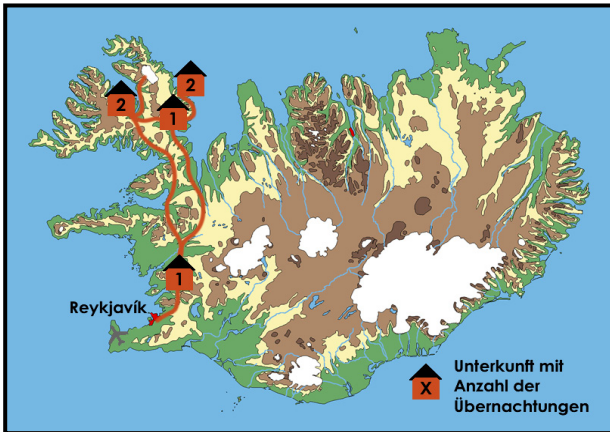 2
2
1
1
Reykjavík
X
Unterkunft mit
Anzahl der
Übernachtungen